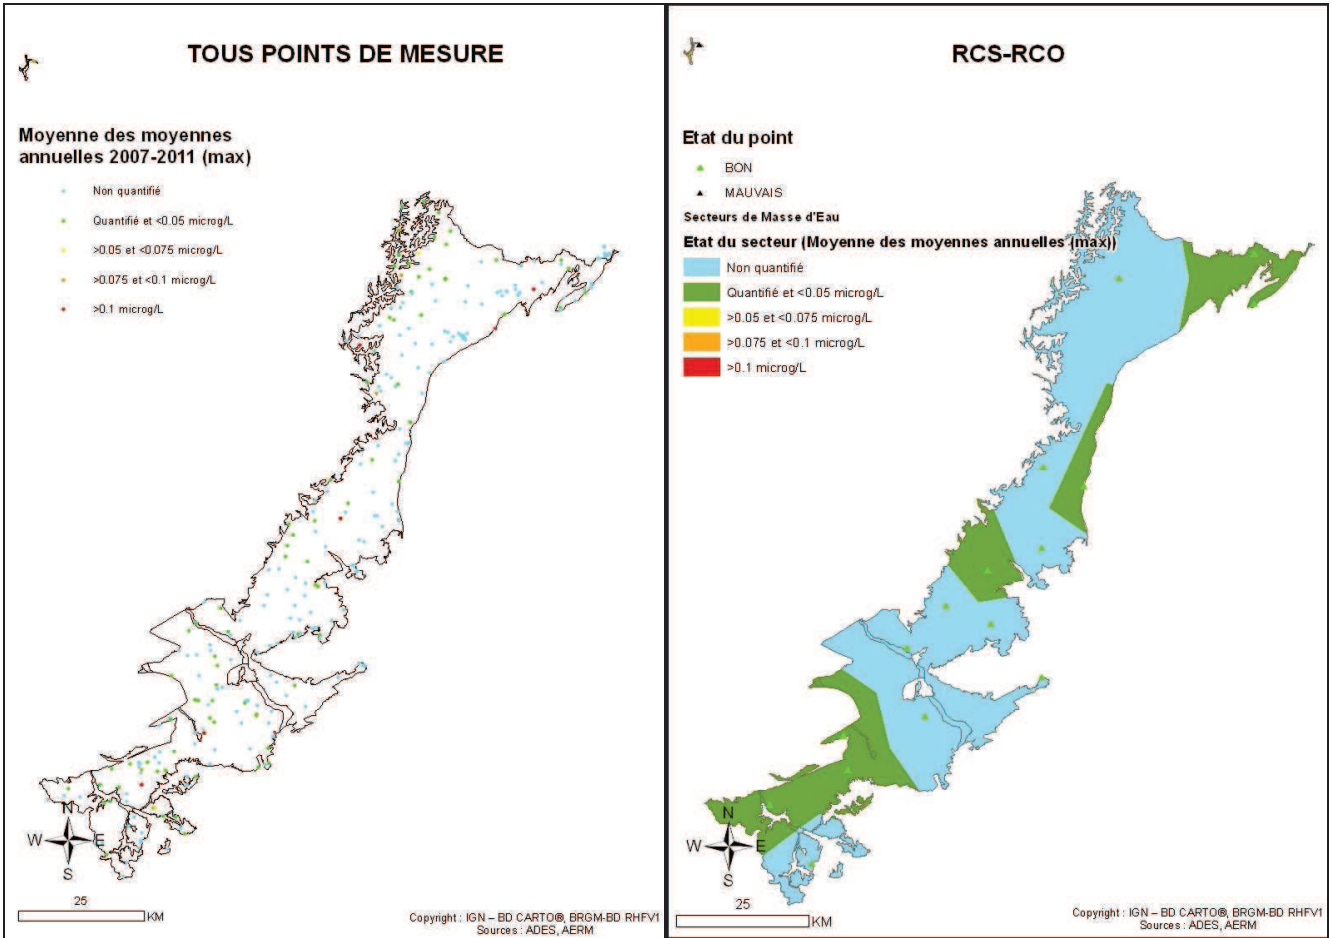 TOUS POINTS DE MESURE
Moyenne des moyennes
annuelles 2007-2011 (max)
Non quantifié
Quantifié et <0.05 microg/L
>0.05 et <0.075 microg/L
>0.075 et <0.1 microg/L
>0.1 microg/L
N
W E
S
25
KM
Copyright : IGN – BD CARTO®, BRGM-BD RHFV1
Sources : ADES, AERM
RCS-RCO
Etat du point
BON
MAUVAIS
Secteurs de Masse d'Eau
Etat du secteur (Moyenne des moyennes annuelles (max))
Non quantifié
Quantifié et <0.05 microg/L
>0.05 et <0.075 microg/L
>0.075 et <0.1 microg/L
>0.1 microg/L
N
W E
S
25
KM
Copyright : IGN – BD CARTO®, BRGM-BD RHFV1
Sources : ADES, AERM